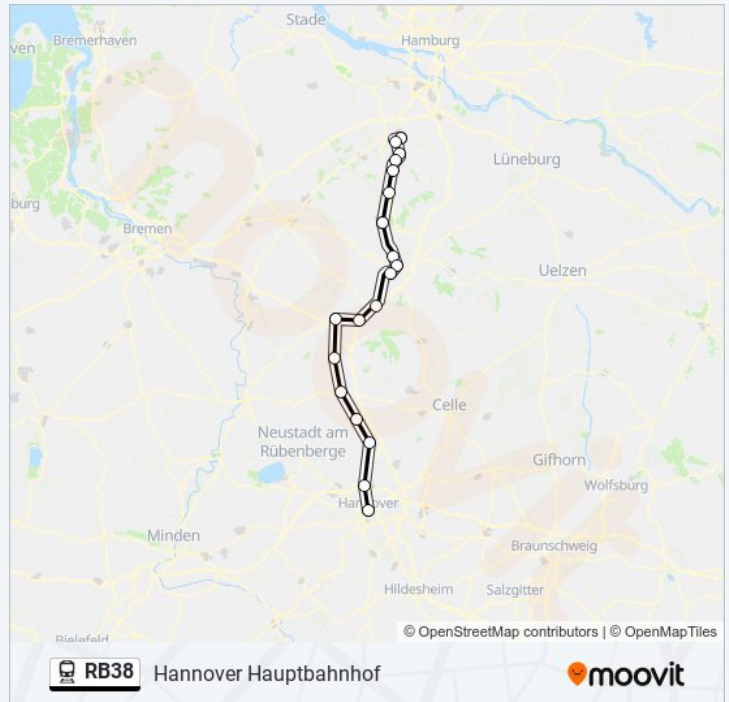 Stade
Bremerhaven
Hamburg
ven
Lüneburg
burg
Bremen
Uelzen
Celle
Neustadt am
Rübenberge
Gifhorn
Wolfsburg
Hannover
Minden
Braunschweig
Hildesheim
Salzgitter
© OpenStreetMap contributors | © OpenMapTiles
Bielefeld
RB38 Hannover Hauptbahnhof
moovit